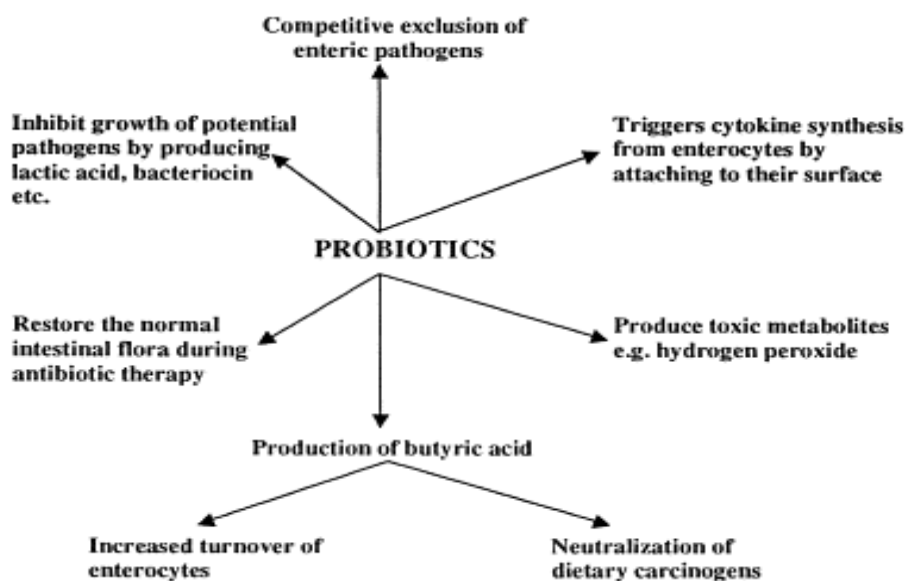 Competitive exclusion of
enteric pathogens
Inhibit growth of potential
pathogens by producing
lactic acid, bacteriocin
etc.
Triggers cytokine synthesis
from enterocytes by
attaching to their surface
PROBIOTICS
Restore the normal
intestinal flora during
antibiotic therapy
Produce toxic metabolites
e.g. hydrogen peroxide
Production of butyric acid
Increased turnover of
enterocytes
Neutralization of
dietary carcinogens